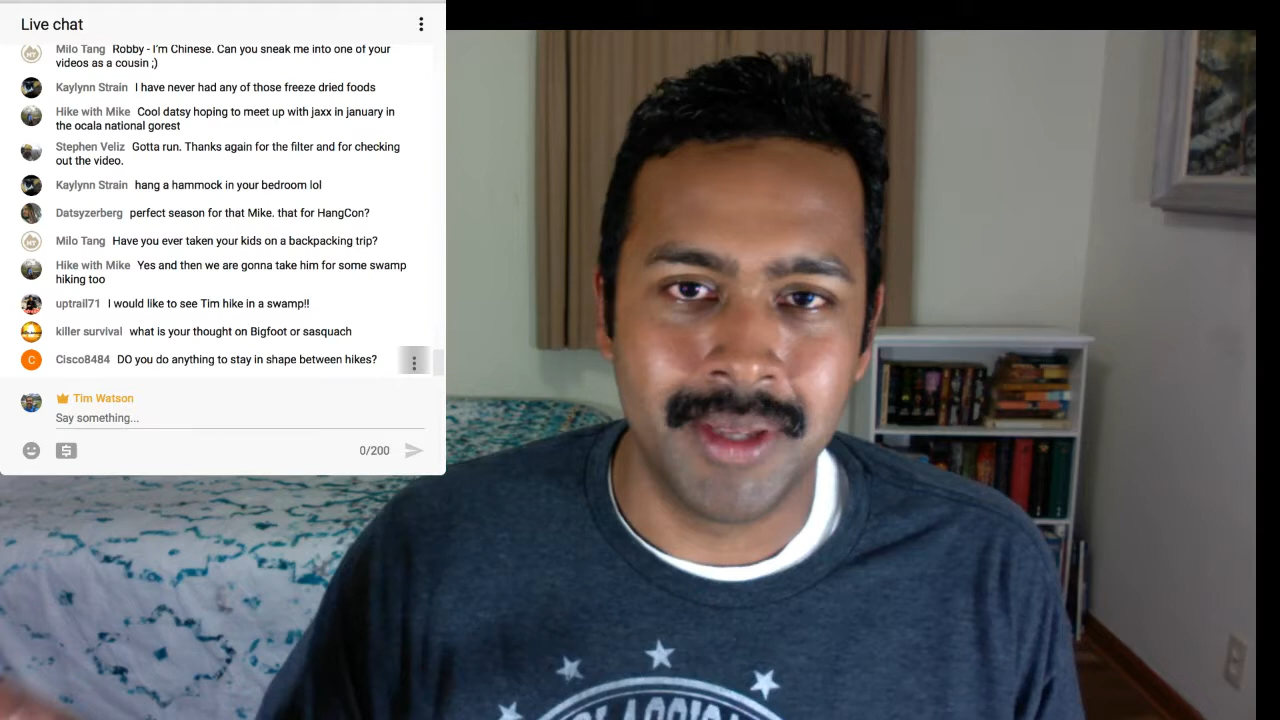 Live chat
Milo Tang Robby - I'm Chinese. Can you sneak me into one of your
videos as a cousin ;)
Kaylynn Strain I have never had any of those freeze dried foods
Hike with Mike Cool datsy hoping to meet up with jaxx in january in
the ocala national gorest
Stephen Veliz Gotta run. Thanks again for the filter and for checking
out the video.
Kaylynn Strain hang a hammock in your bedroom lol
Datsyzerberg perfect season for that Mike. that for HangCon?
MT Milo Tang Have you ever taken your kids on a backpacking trip?
Hike with Mike Yes and then we are gonna take him for some swamp
hiking too
uptrail71 I would like to see Tim hike in a swamp!!
killer survival what is your thought on Bigfoot or sasquach
C Cisco8484 DO you do anything to stay in shape between hikes?
Tim Watson
Say something...
0/200